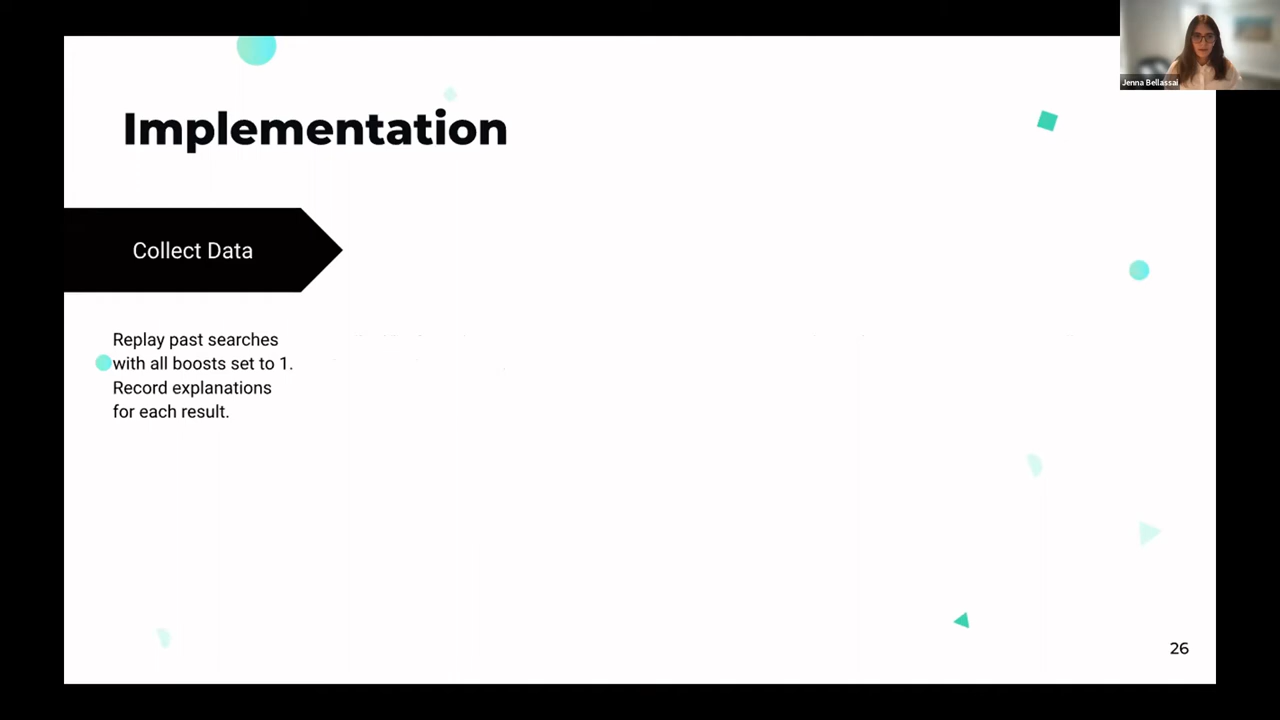 Jenna Bellassai
Implementation
Collect Data
Replay past searches
with all boosts set to 1.
Record explanations
for each result.
26